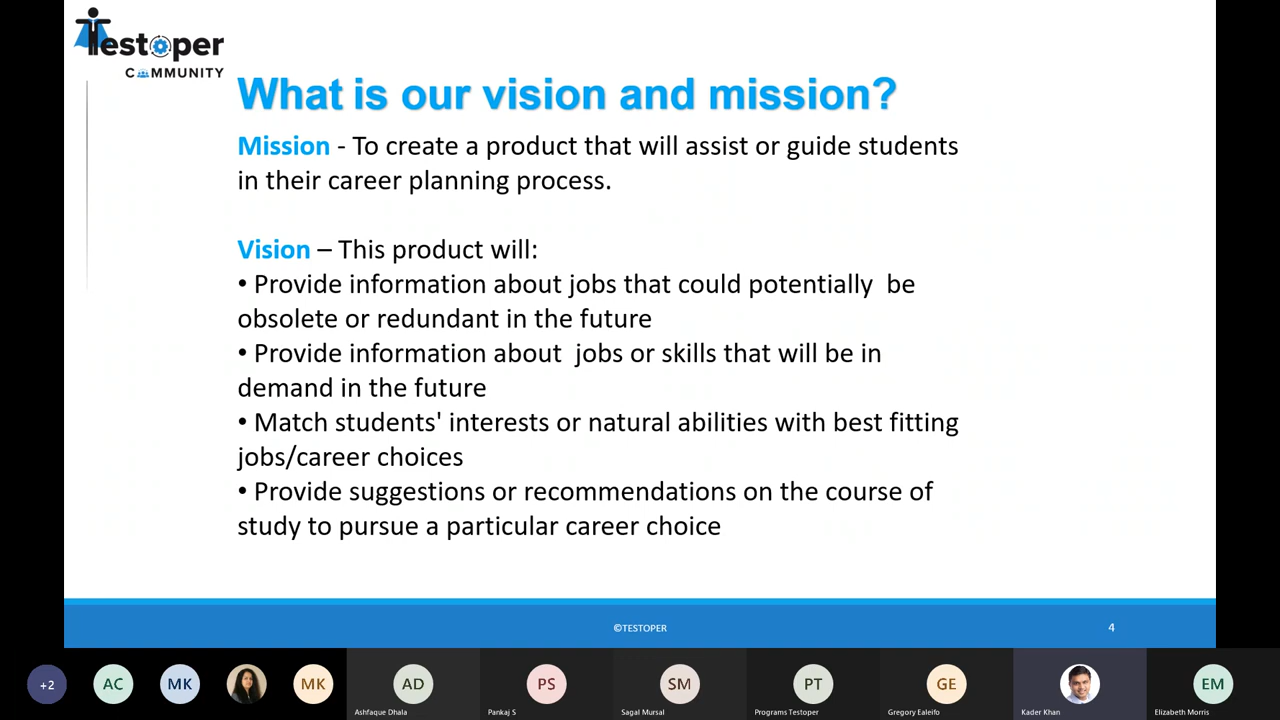 Testoper
COMMUNITY
What is our vision and mission?
Mission - To create a product that will assist or guide students
in their career planning process.
Vision – This product will:
• Provide information about jobs that could potentially  be
obsolete or redundant in the future
• Provide information about  jobs or skills that will be in
demand in the future
• Match students' interests or natural abilities with best fitting
jobs/career choices
• Provide suggestions or recommendations on the course of
study to pursue a particular career choice
©TESTOPER
4
+2
AC
MK
MK
AD
PS
SM
PT
GE
EM
Ashfaque Dhala
Pankaj S
Sagal Mursal
Programs Testoper
Gregory Ealeifo
Kader Khan
Elizabeth Morris